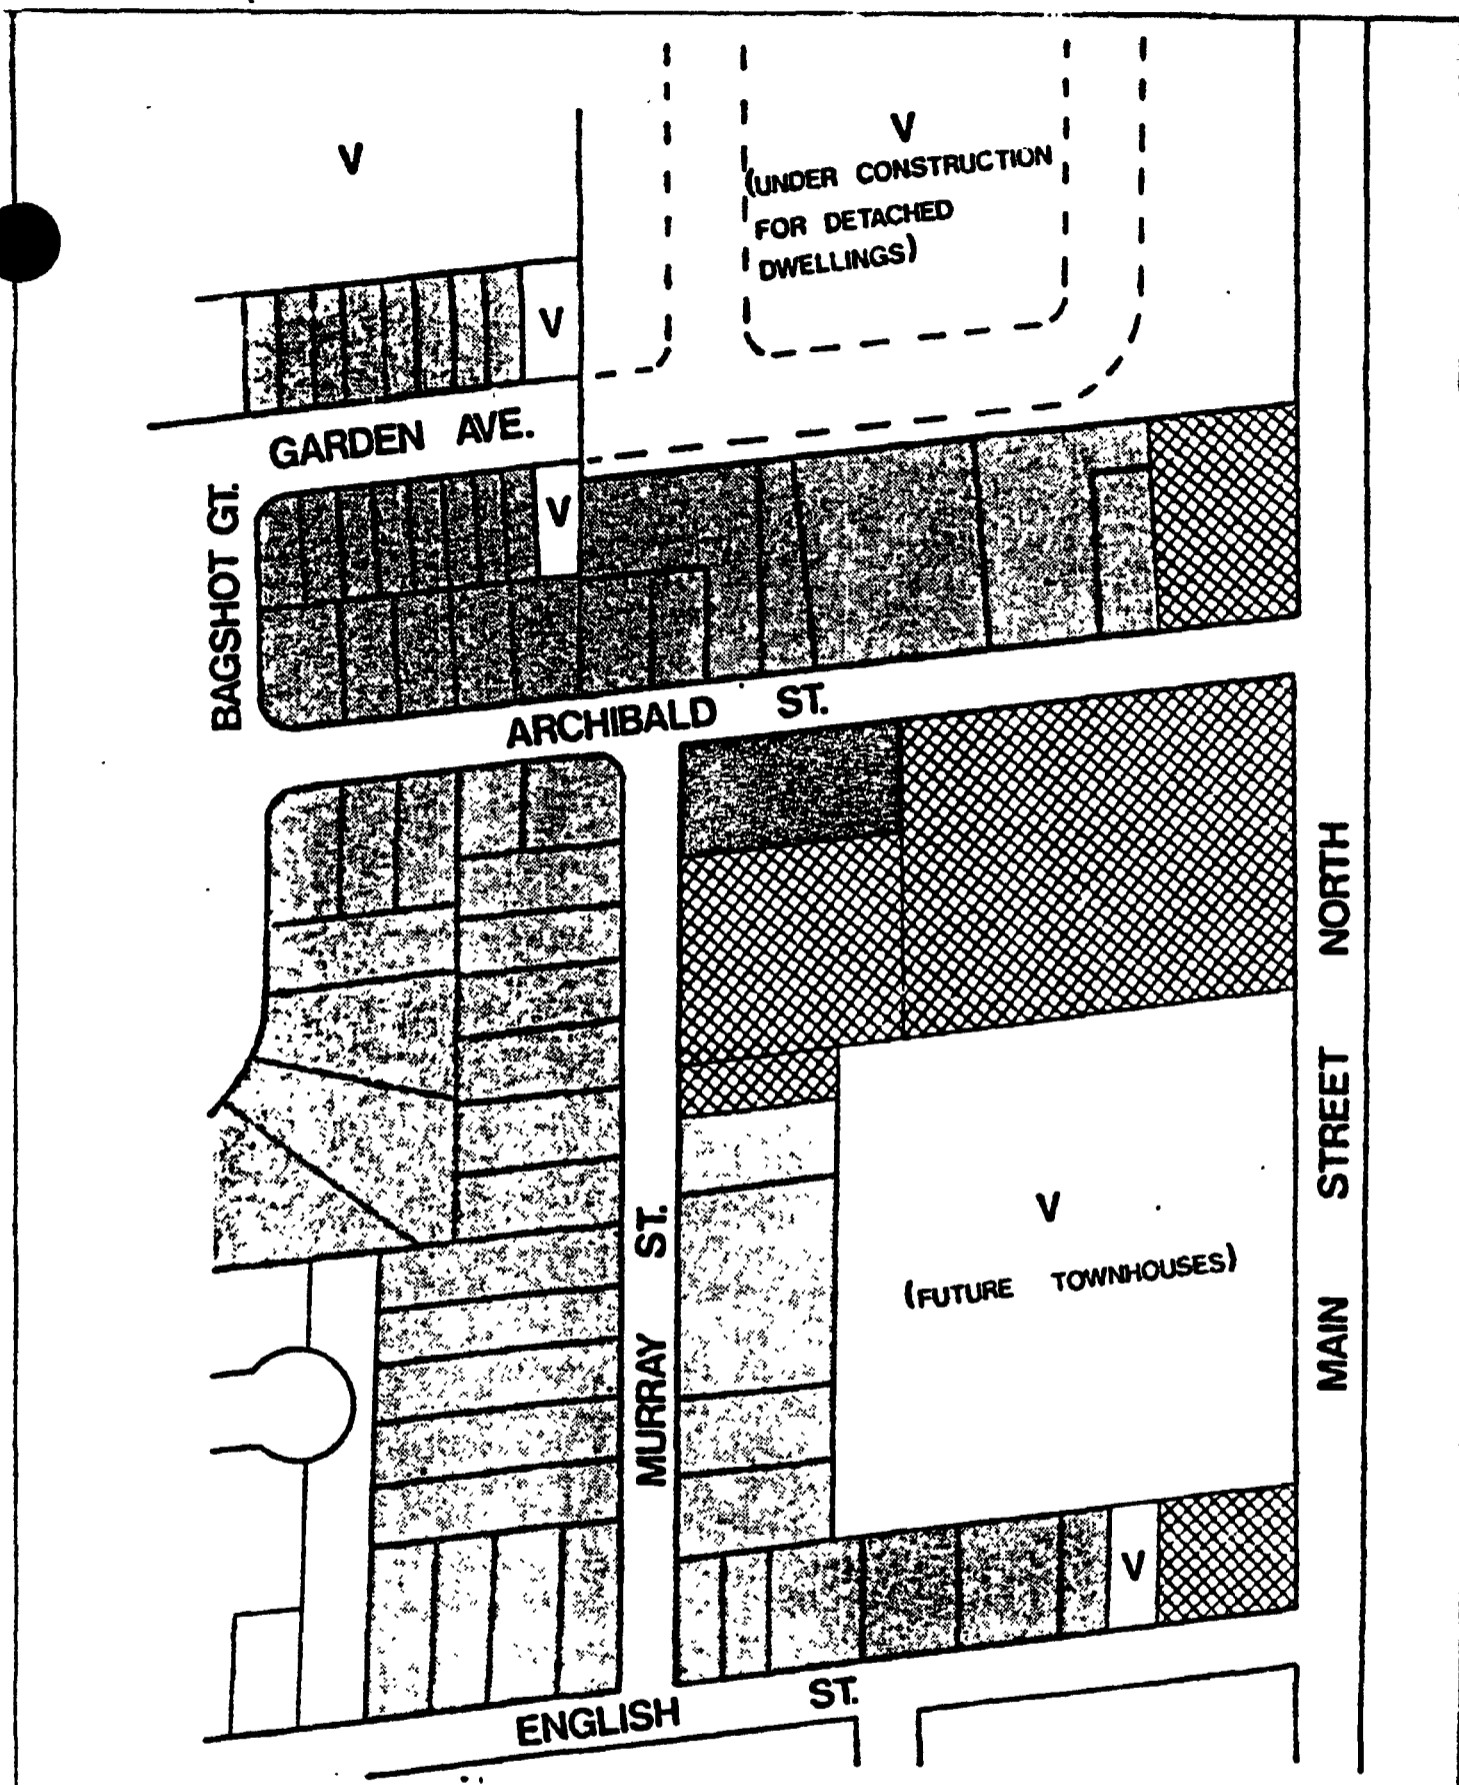 V
V
(UNDER CONSTRUCTION
FOR DETACHED
DWELLINGS)
V
GARDEN AVE.
V
BAGSHOT GT.
ARCHIBALD ST.
MAIN STREET NORTH
MURRAY ST.
V
(FUTURE TOWNHOUSES)
V
ENGLISH ST.